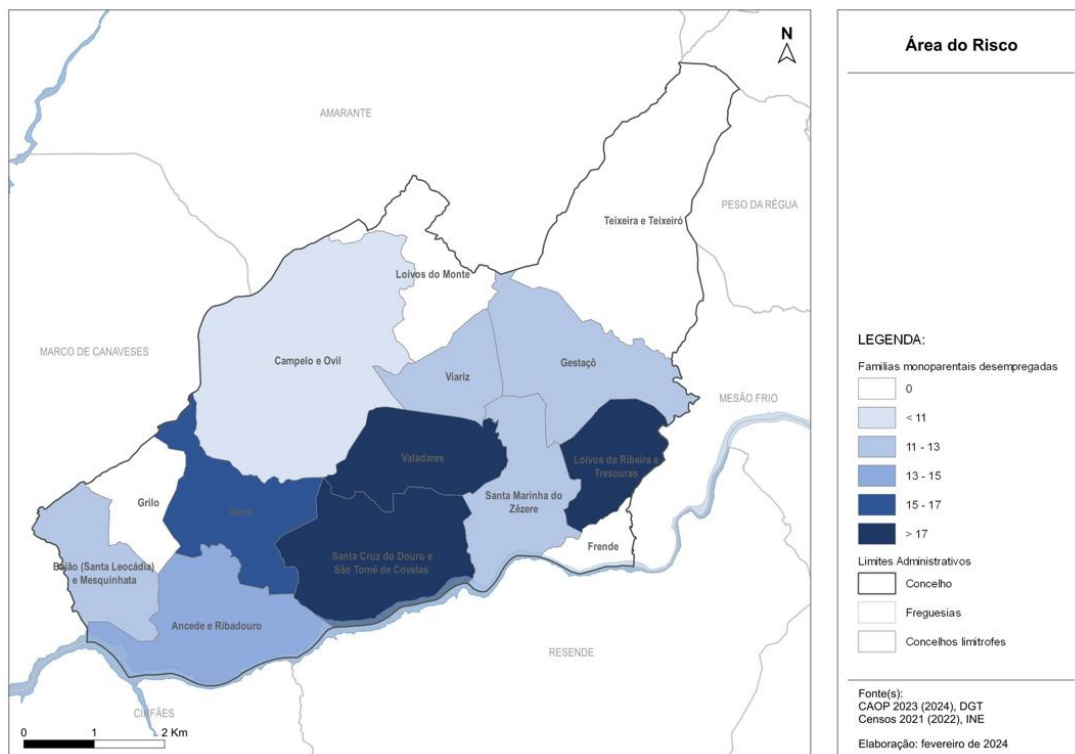 N
AMARANTE
PESO DA RÉGUA
Teixeira e Teixeiró
Loivos do Monte
MARCO DE CANAVESES
Campelo e Ovil
Viariz
Gestaçô
MESÃO FRIO
Valadares
Loivos da Ribeira e
Tresouras
Santa Marinha do
Zêzere
Grilo
Gove
Frende
Santa Cruz do Douro e
São Tomé de Covelas
Baião (Santa Leocádia)
e Mesquinhata
Ancede e Ribadouro
RESENDE
CINFÃES
0 1 2 Km
Área do Risco
LEGENDA:
Familias monoparentais desempregadas
0
< 11
11 - 13
13 - 15
15 - 17
> 17
Limites Administrativos
Concelho
Freguesias
Concelhos limitrofes
Fonte(s):
CAOP 2023 (2024), DGT
Censos 2021 (2022), INE
Elaboração: fevereiro de 2024